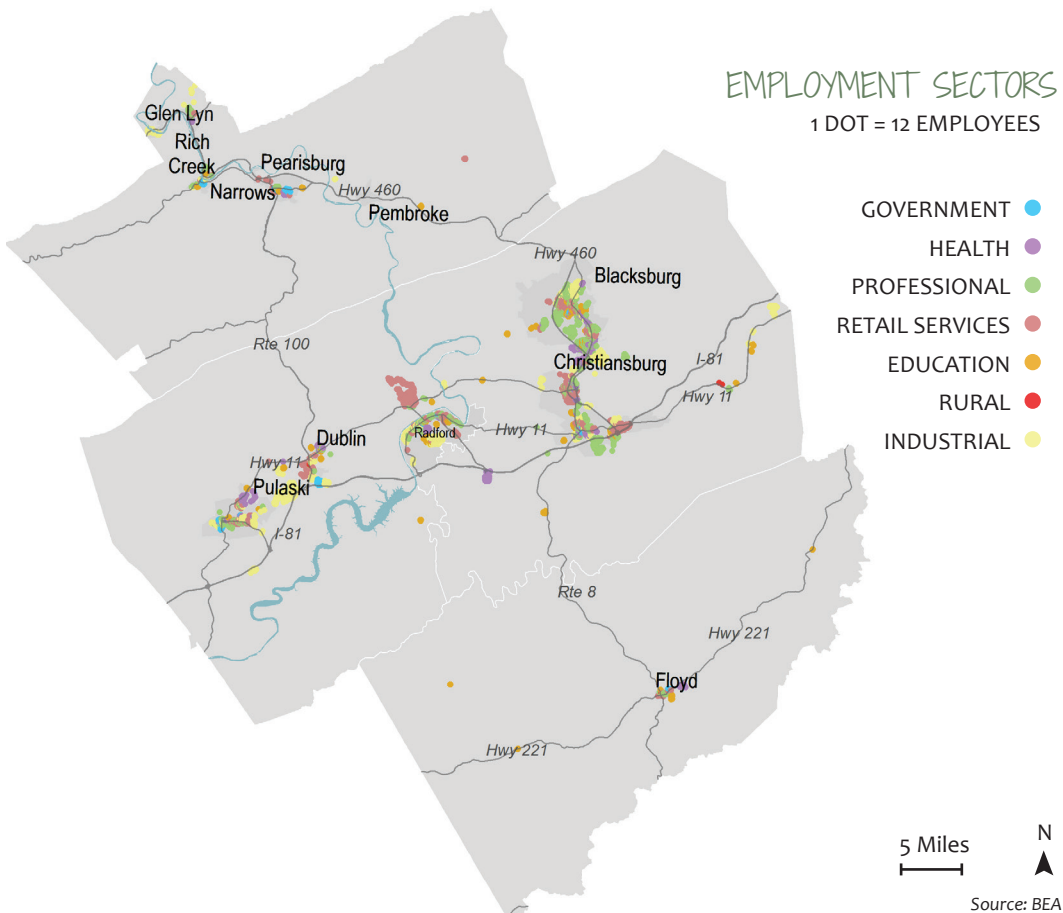 EMPLOYMENT SECTORS
1 DOT = 12 EMPLOYEES
GOVERNMENT
HEALTH
PROFESSIONAL
RETAIL SERVICES
EDUCATION
RURAL
INDUSTRIAL
Glen Lyn
Rich
Creek
Narrows
Pearisburg
Hwy 460
Pembroke
Hwy 460
Blacksburg
Rte 100
Christiansburg
I-81
Hwy 11
Radford
Hwy 11
Dublin
Hwy 11
Pulaski
I-81
Rte 8
Hwy 221
Floyd
Hwy 221
5 Miles
N
Source: BEA